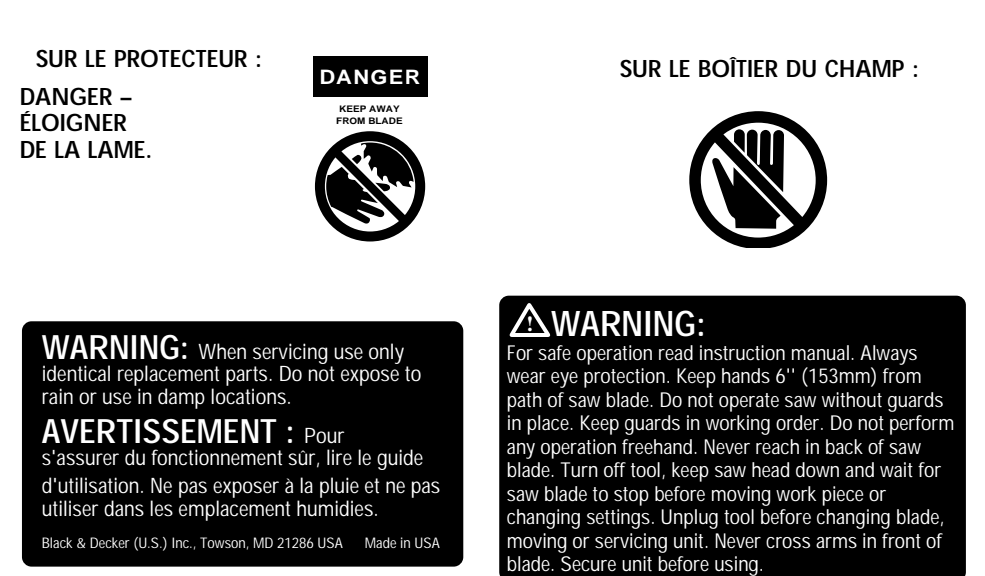 SUR LE PROTECTEUR :
DANGER –
ÉLOIGNER
DE LA LAME.
DANGER
KEEP AWAY
FROM BLADE
SUR LE BOÎTIER DU CHAMP :
WARNING: When servicing use only
identical replacement parts. Do not expose to
rain or use in damp locations.
AVERTISSEMENT : Pour
s'assurer du fonctionnement sûr, lire le guide
d'utilisation. Ne pas exposer à la pluie et ne pas
utiliser dans les emplacement humidies.
Black & Decker (U.S.) Inc., Towson, MD 21286 USA Made in USA
WARNING:
For safe operation read instruction manual. Always
wear eye protection. Keep hands 6'' (153mm) from
path of saw blade. Do not operate saw without guards
in place. Keep guards in working order. Do not perform
any operation freehand. Never reach in back of saw
blade. Turn off tool, keep saw head down and wait for
saw blade to stop before moving work piece or
changing settings. Unplug tool before changing blade,
moving or servicing unit. Never cross arms in front of
blade. Secure unit before using.